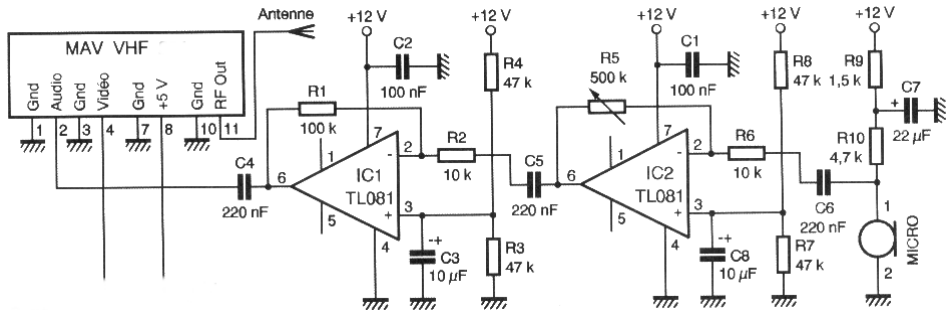 Antenne
MAV VHF
Gnd
Audio
Gnd
Vidéo
Gnd
+5 V
Gnd
RF Out
1
2
3
4
7
8
10
11
+12 V
C2
100 nF
R4
47 k
R1
100 k
7
1
2
-
6
IC1
TL081
3
+
5
4
C4
220 nF
R2
10 k
C5
220 nF
-+
C3
10 µF
R3
47 k
+12 V
+12 V
C1
100 nF
R5
500 k
7
1
2
-
6
IC2
TL081
3
+
5
4
R6
10 k
-+
C8
10 µF
+12 V
R8
47 k
R7
47 k
C6
220 nF
+12 V
R9
1,5 k
C7
+
22 µF
R10
4,7 k
1
MICRO
2